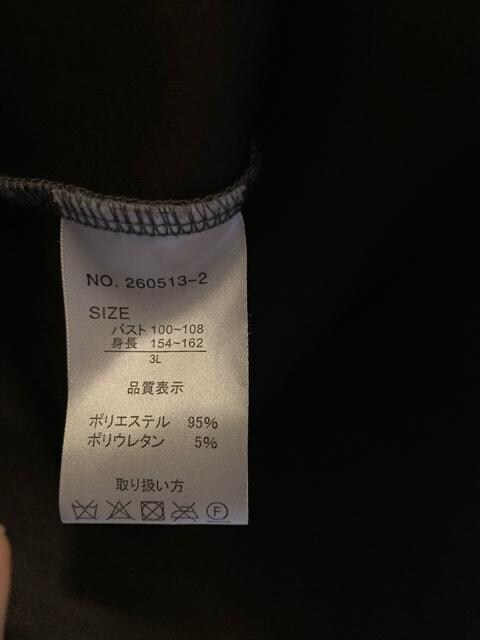 NO. 260513-2
SIZE
バスト 100~108
身長 154~162
3L
品質表示
ポリエステル 95%
ポリウレタン 5%
取り扱い方
F